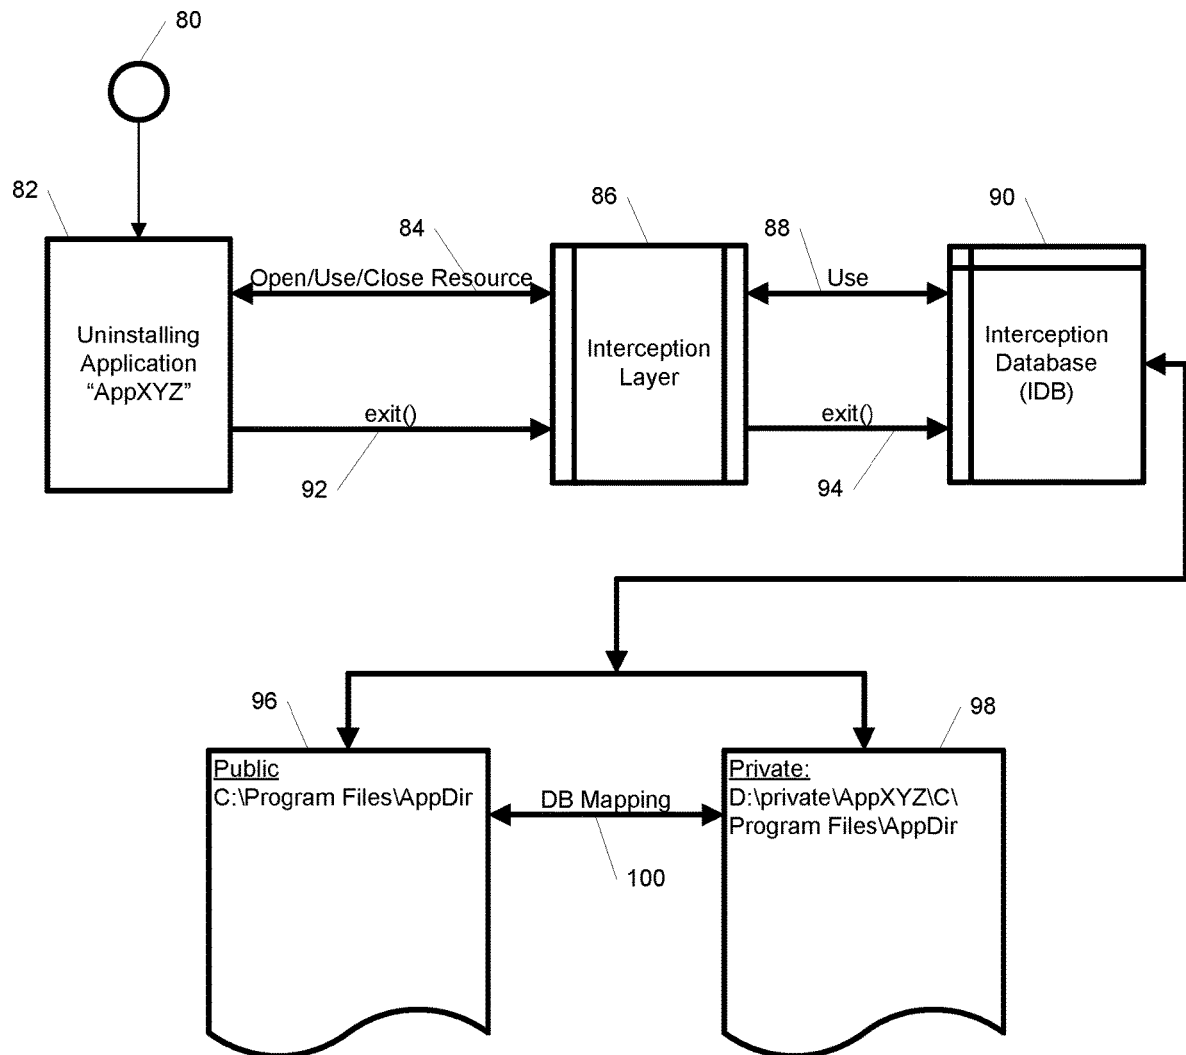 80
82
84
86
88
90
Open/Use/Close Resource
Use
Uninstalling
Application
“AppXYZ”
Interception
Layer
Interception
Database
(IDB)
exit()
exit()
92
94
96
98
Public
C:\Program Files\AppDir
DB Mapping
100
Private:
D:\private\AppXYZ\C\
Program Files\AppDir